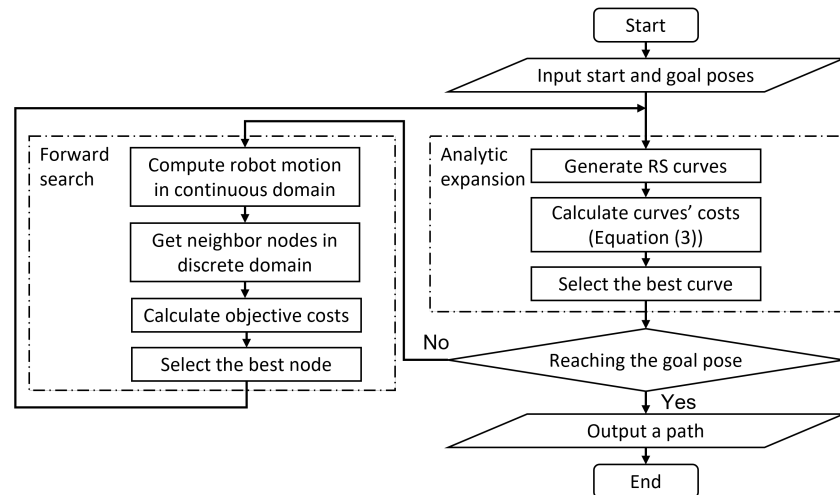 Start
Input start and goal poses
Forward
search
Compute robot motion
in continuous domain
Get neighbor nodes in
discrete domain
Calculate objective costs
Select the best node
Analytic
expansion
Generate RS curves
Calculate curves' costs
(Equation (3))
Select the best curve
No
Reaching the goal pose
Yes
Output a path
End